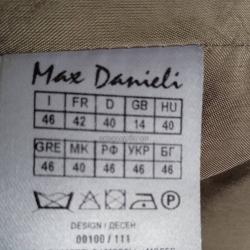 Max Danieli
I FR D GB HU
46 42 40 14 40
GRE МК РФ УКР БГ
46 40 46 46 46
P
DESIGN / ДЕСЕН
00100 / 111